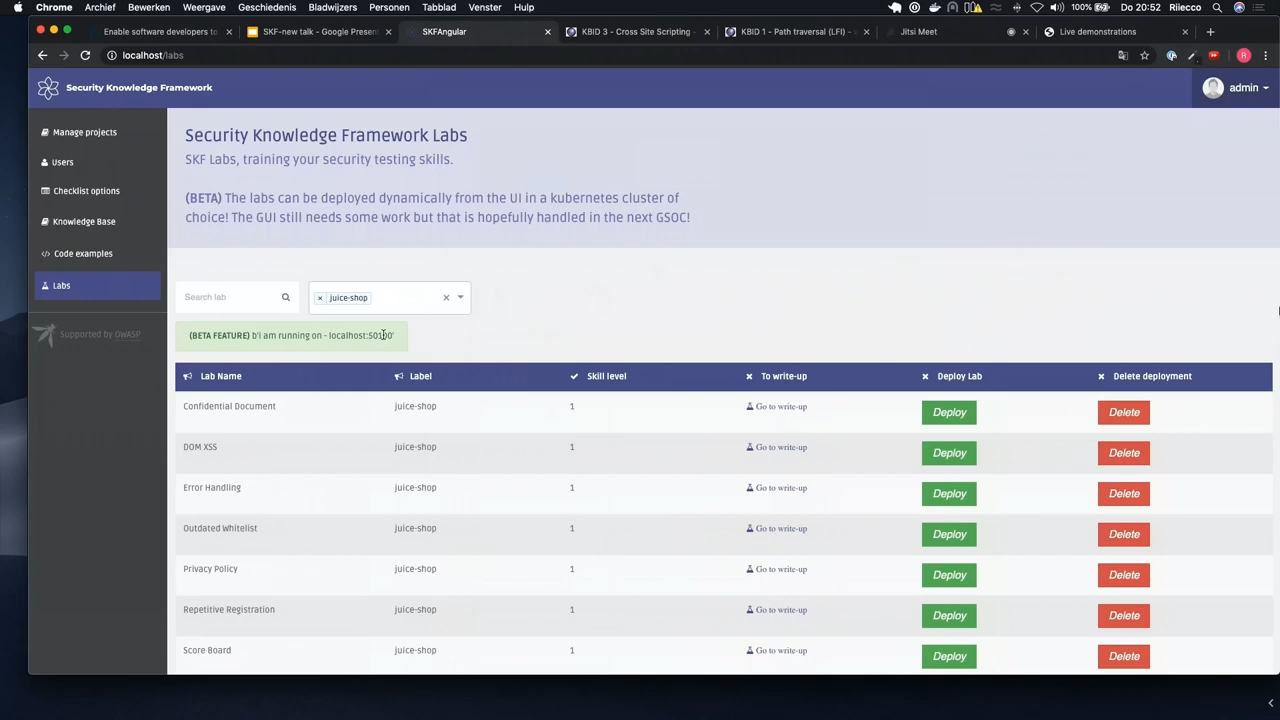 Chrome Archief Bewerken Weergave Geschiedenis Bladwijzers Personen Tabblad Venster Help 100% Do 20:52 Riiecco
Enable software developers to SKF-new talk - Google Present SKFAngular KBID 3 - Cross Site Scripting - KBID 1 - Path traversal (LFI) - Jitsi Meet Live demonstrations
localhost/labs
Security Knowledge Framework
admin
Manage projects
Users
Checklist options
Knowledge Base
Code examples
Labs
Supported by OWASP
Security Knowledge Framework Labs
SKF Labs, training your security testing skills.
(BETA) The labs can be deployed dynamically from the UI in a kubernetes cluster of
choice! The GUI still needs some work but that is hopefully handled in the next GSOC!
Search lab
× juice-shop
(BETA FEATURE) b'i am running on - localhost:50100'
Lab Name Label Skill level To write-up Deploy Lab Delete deployment
Confidential Document juice-shop 1 Go to write-up Deploy Delete
DOM XSS juice-shop 1 Go to write-up Deploy Delete
Error Handling juice-shop 1 Go to write-up Deploy Delete
Outdated Whitelist juice-shop 1 Go to write-up Deploy Delete
Privacy Policy juice-shop 1 Go to write-up Deploy Delete
Repetitive Registration juice-shop 1 Go to write-up Deploy Delete
Score Board juice-shop 1 Go to write-up Deploy Delete